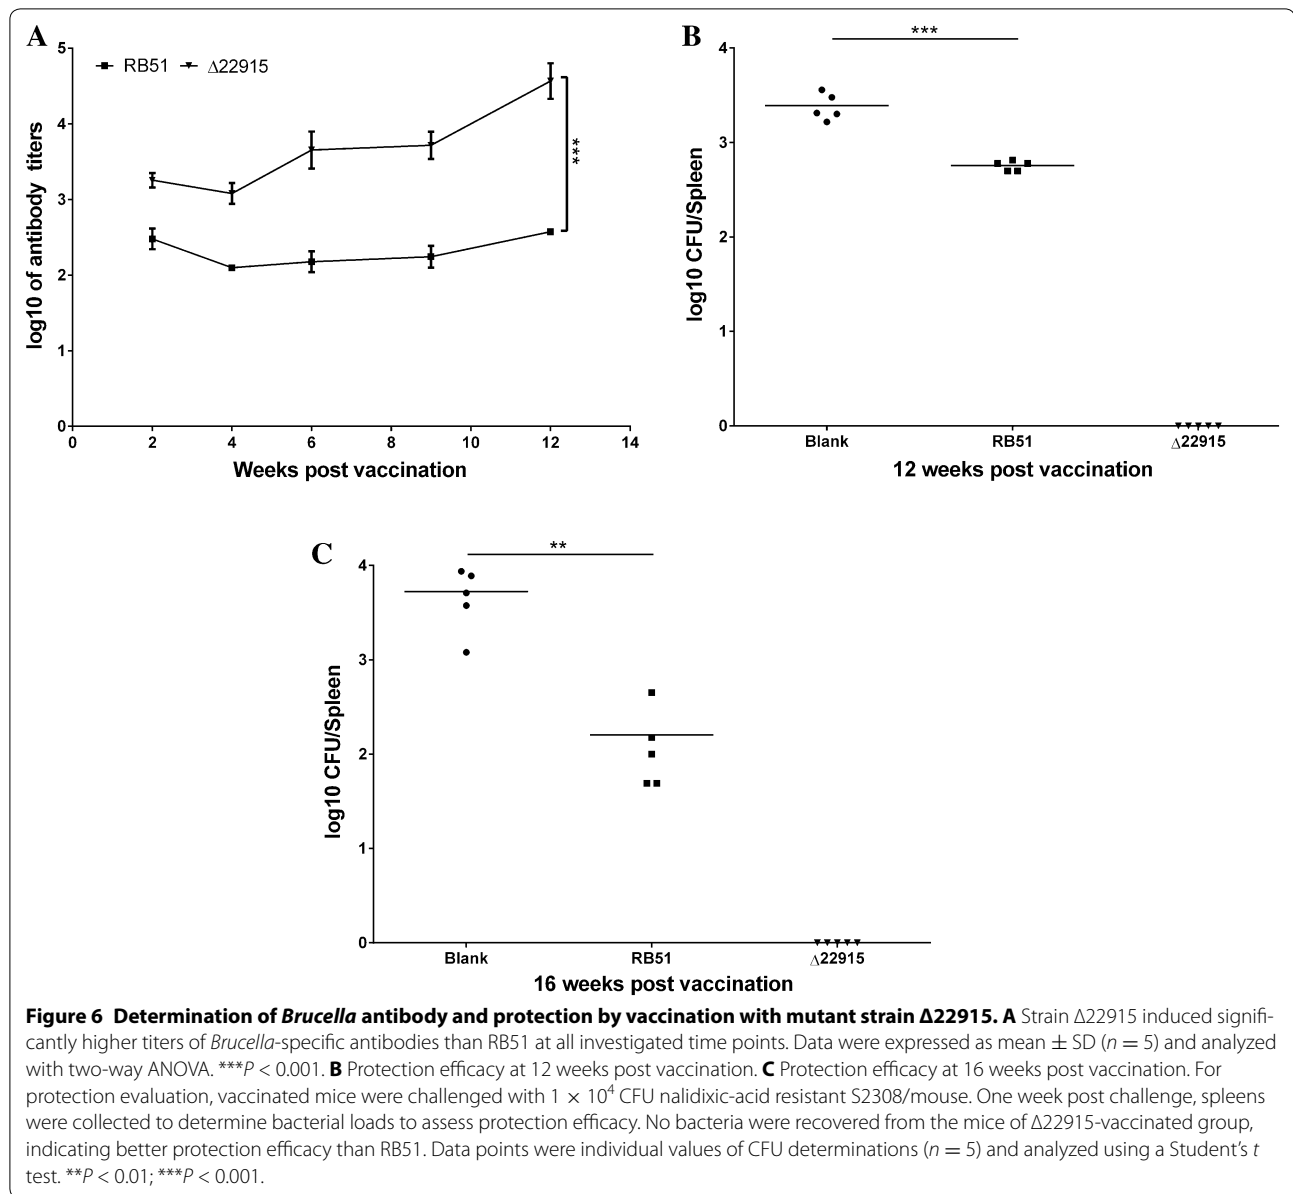 A
B
5
4
3
2
1
0
log10 of antibody titers
RB51 Δ22915
***
0 2 4 6 8 10 12 14
Weeks post vaccination
***
4
3
2
1
0
log10 CFU/Spleen
Blank RB51 Δ22915
12 weeks post vaccination
C
**
4
3
2
1
0
log10 CFU/Spleen
Blank RB51 Δ22915
16 weeks post vaccination
Figure 6 Determination of Brucella antibody and protection by vaccination with mutant strain Δ22915. A Strain Δ22915 induced signifi-
cantly higher titers of Brucella-specific antibodies than RB51 at all investigated time points. Data were expressed as mean ± SD (n = 5) and analyzed
with two-way ANOVA. ***P < 0.001. B Protection efficacy at 12 weeks post vaccination. C Protection efficacy at 16 weeks post vaccination. For
protection evaluation, vaccinated mice were challenged with 1 × 10⁴ CFU nalidixic-acid resistant S2308/mouse. One week post challenge, spleens
were collected to determine bacterial loads to assess protection efficacy. No bacteria were recovered from the mice of Δ22915-vaccinated group,
indicating better protection efficacy than RB51. Data points were individual values of CFU determinations (n = 5) and analyzed using a Student's t
test. **P < 0.01; ***P < 0.001.